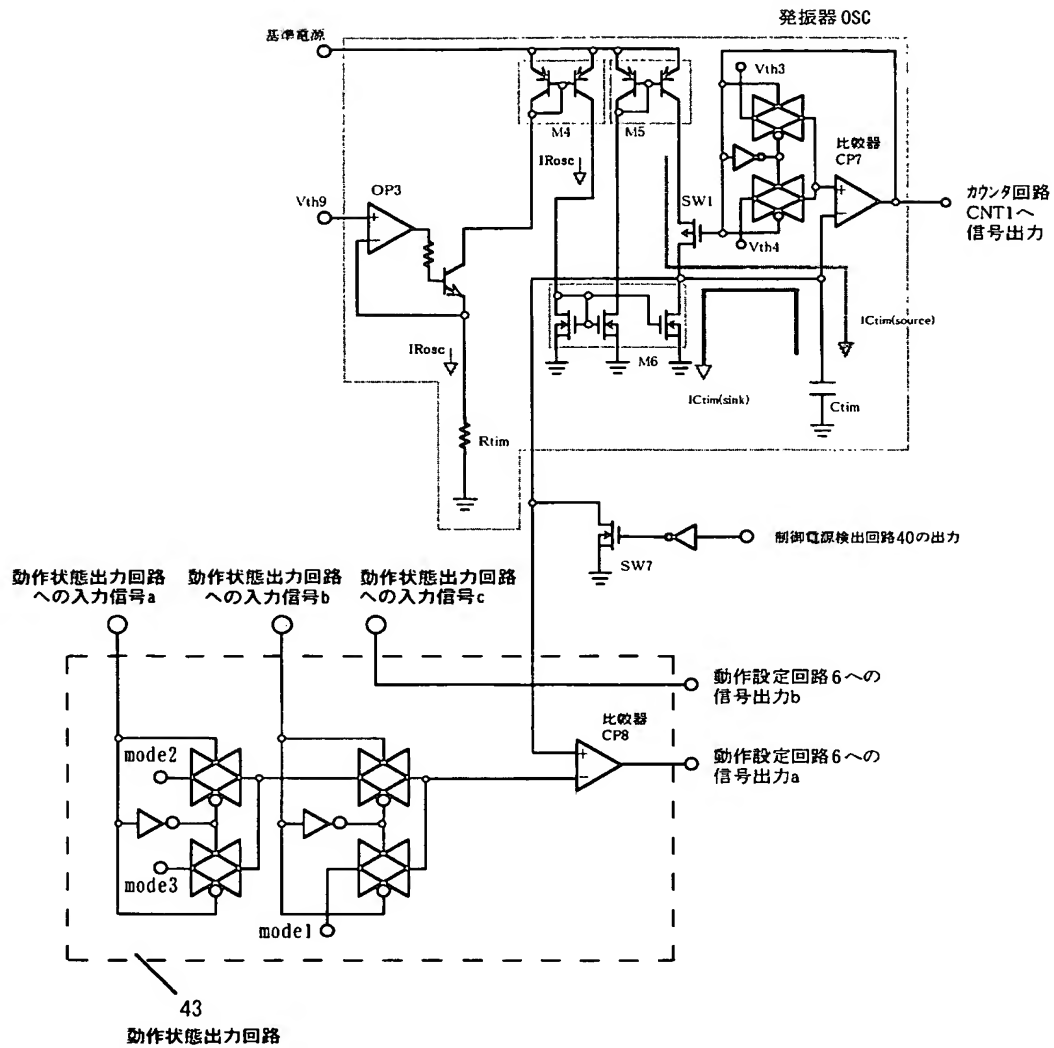 発振器 OSC
基準電源
Vth3
M4
M5
比較器
CP7
IRosc
OP3
SW1
Vth9
カウンタ回路
CNT1へ
信号出力
Vth4
ICtim(source)
IRosc
M6
ICtim(sink)
Ctim
Rtim
制御電源検出回路40の出力
SW7
動作状態出力回路
への入力信号a
動作状態出力回路
への入力信号b
動作状態出力回路
への入力信号c
動作設定回路6への
信号出力b
比較器
CP8
mode2
動作設定回路6への
信号出力a
mode3
mode1
43
動作状態出力回路